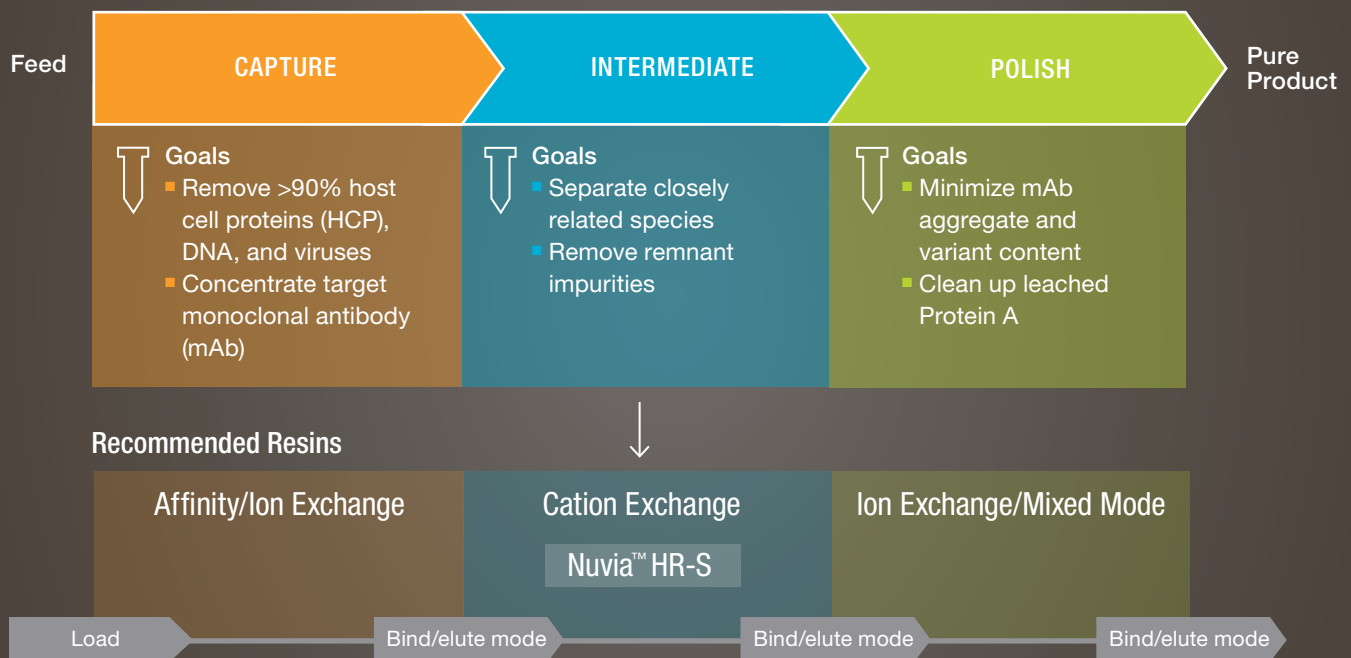 Feed
CAPTURE
INTERMEDIATE
POLISH
Pure
Product
Goals
Remove >90% host
cell proteins (HCP),
DNA, and viruses
Concentrate target
monoclonal antibody
(mAb)
Goals
Separate closely
related species
Remove remnant
impurities
Goals
Minimize mAb
aggregate and
variant content
Clean up leached
Protein A
Recommended Resins
Affinity/Ion Exchange
Cation Exchange
Nuvia™ HR-S
Ion Exchange/Mixed Mode
Load
Bind/elute mode
Bind/elute mode
Bind/elute mode